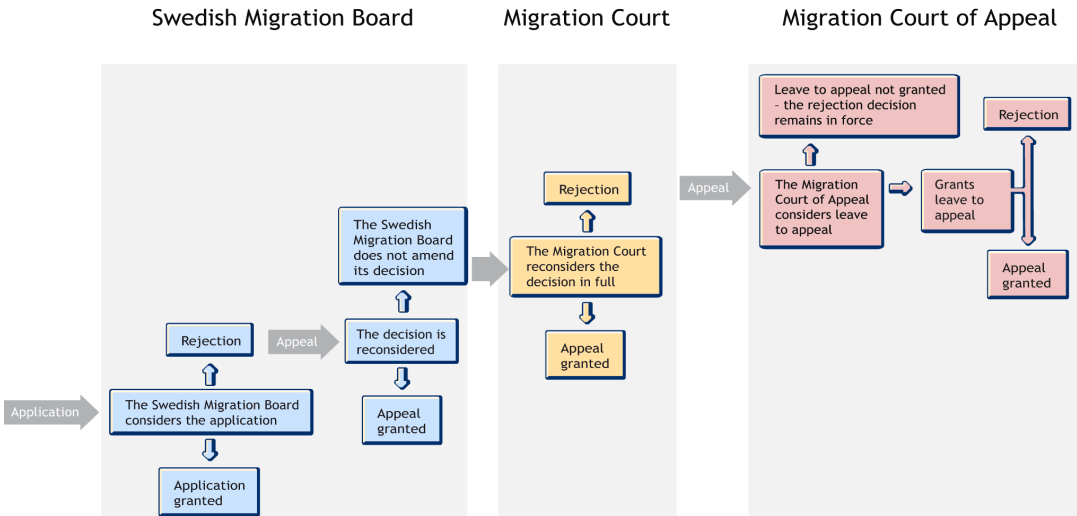 Swedish Migration Board
Migration Court
Migration Court of Appeal
Application
The Swedish Migration Board
considers the application
Rejection
Application
granted
Appeal
The decision is
reconsidered
The Swedish
Migration Board
does not amend
its decision
Appeal
granted
Rejection
The Migration Court
reconsiders the
decision in full
Appeal
granted
Appeal
Leave to appeal not granted
– the rejection decision
remains in force
The Migration
Court of Appeal
considers leave
to appeal
Grants
leave to
appeal
Rejection
Appeal
granted